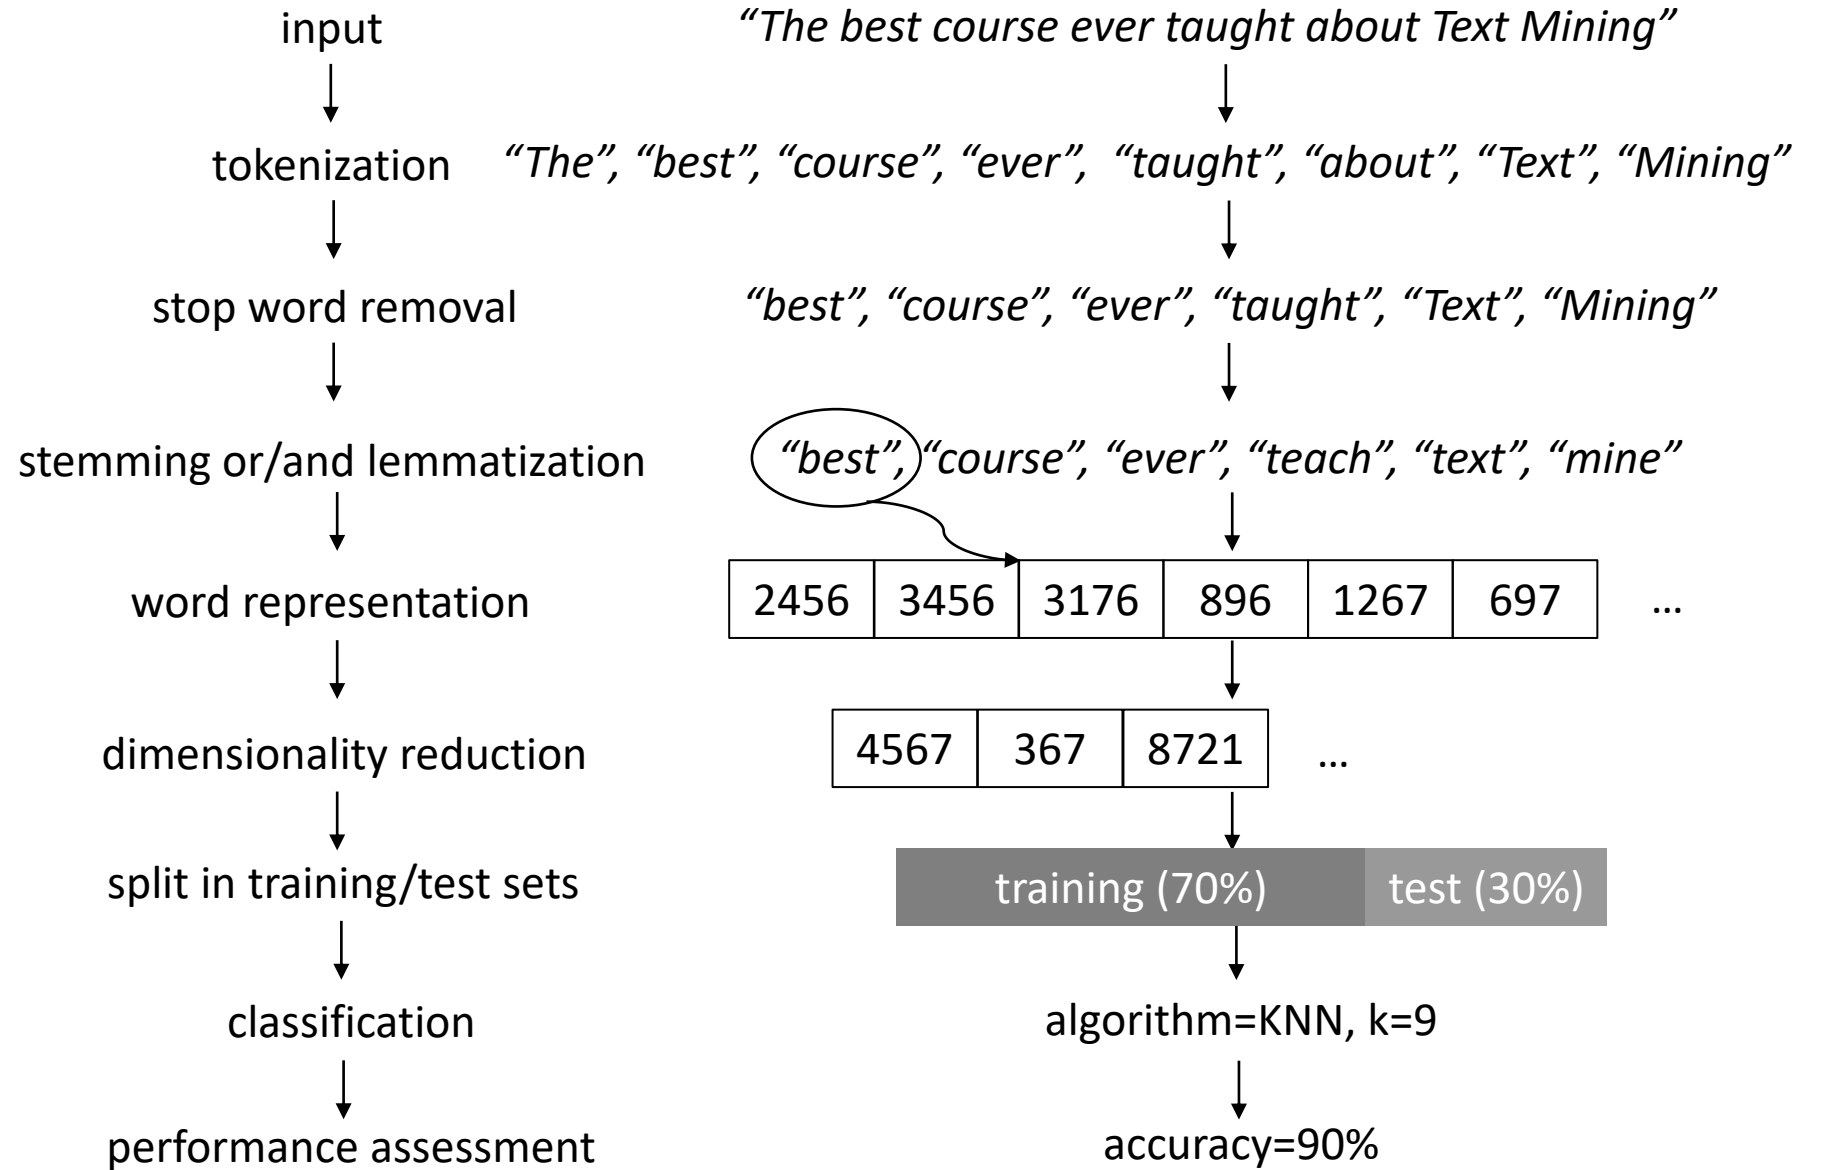 input “The best course ever taught about Text Mining”
tokenization “The”, “best”, “course”, “ever”, “taught”, “about”, “Text”, “Mining”
stop word removal “best”, “course”, “ever”, “taught”, “Text”, “Mining”
stemming or/and lemmatization “best”, “course”, “ever”, “teach”, “text”, “mine”
word representation 2456 3456 3176 896 1267 697 ...
dimensionality reduction 4567 367 8721 ...
split in training/test sets training (70%) test (30%)
classification algorithm=KNN, k=9
performance assessment accuracy=90%